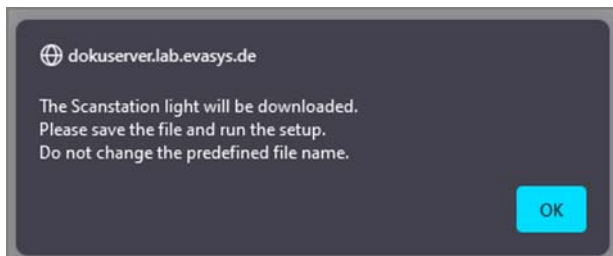 dokuserver.lab.evasys.de
The Scanstation light will be downloaded.
Please save the file and run the setup.
Do not change the predefined file name.
OK